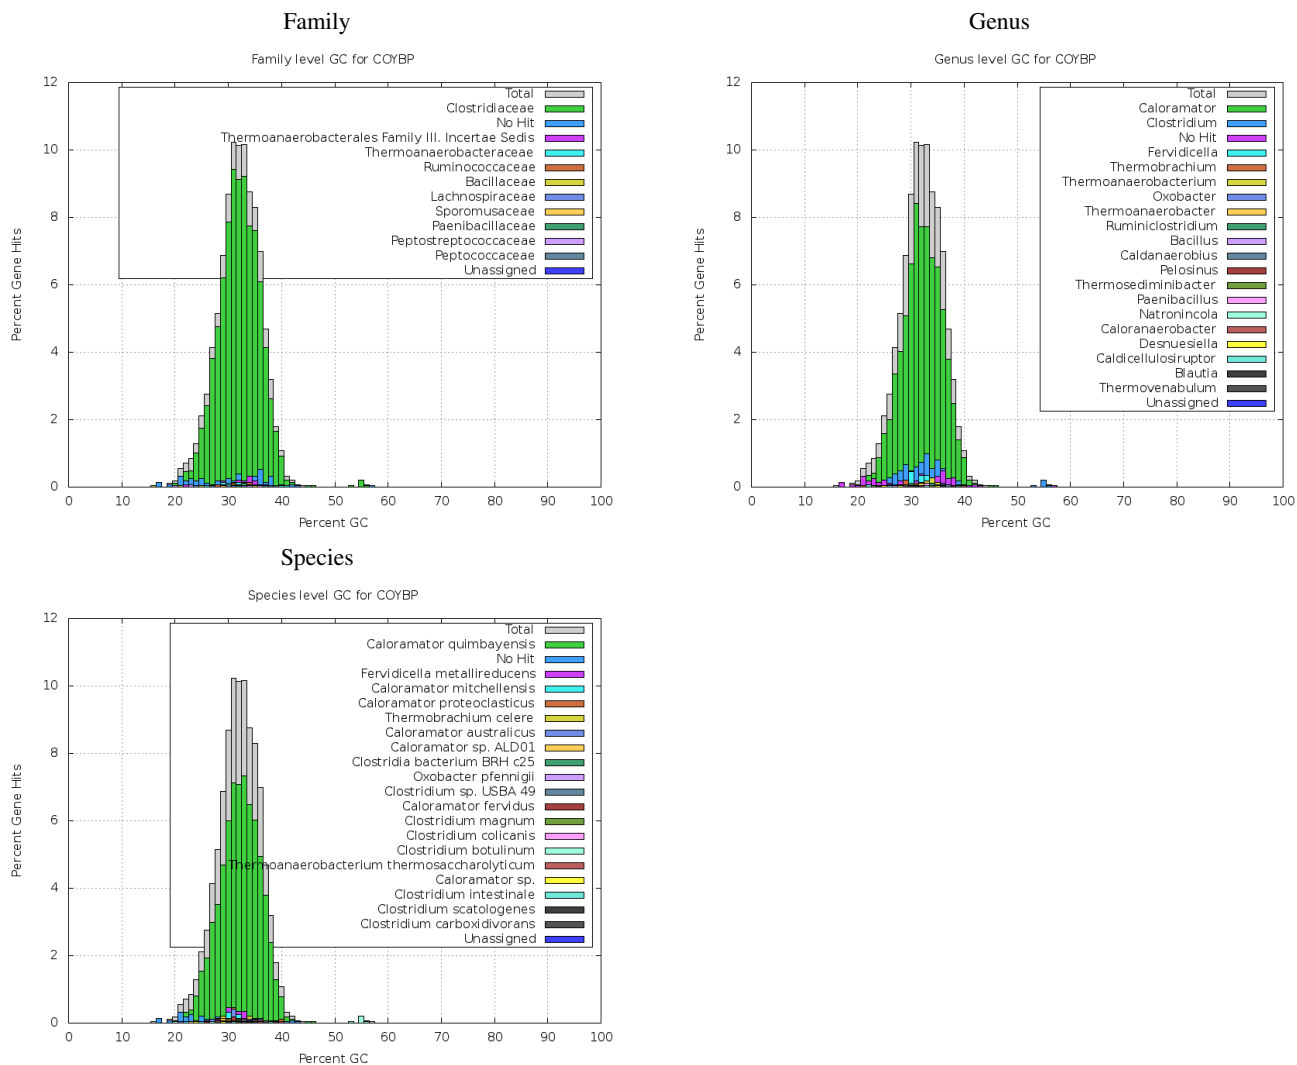 Family
Family level GC for COYBP
Percent Gene Hits
12
10
8
6
4
2
0
Total
Clostridiaceae
No Hit
Thermoanaerobacterales Family III. Incertae Sedis
Thermoanaerobacteraceae
Ruminococcaceae
Bacillaceae
Lachnospiraceae
Sporomusaceae
Paenibacillaceae
Peptostreptococcaceae
Peptococcaceae
Unassigned
0 10 20 30 40 50 60 70 80 90 100
Percent GC
Genus
Genus level GC for COYBP
Percent Gene Hits
12
10
8
6
4
2
0
Total
Caloramator
Clostridium
No Hit
Fervidicella
Thermobrachium
Thermoanaerobacterium
Oxobacter
Thermoanaerobacter
Ruminiclostridium
Bacillus
Caldanaerobius
Pelosinus
Thermosediminibacter
Paenibacillus
Natronincola
Caloranaerobacter
Desnuesiella
Caldicellulosiruptor
Blautia
Thermovenabulum
Unassigned
0 10 20 30 40 50 60 70 80 90 100
Percent GC
Species
Species level GC for COYBP
Percent Gene Hits
12
10
8
6
4
2
0
Total
Caloramator quimbayensis
No Hit
Fervidicella metallireducens
Caloramator mitchellensis
Caloramator proteoclasticus
Thermobrachium celere
Caloramator australicus
Caloramator sp. ALD01
Clostridia bacterium BRH c25
Oxobacter pfennigii
Clostridium sp. USBA 49
Caloramator fervidus
Clostridium magnum
Clostridium colicanis
Clostridium botulinum
Thermoanaerobacterium thermosaccharolyticum
Caloramator sp.
Clostridium intestinale
Clostridium scatologenes
Clostridium carboxidivorans
Unassigned
0 10 20 30 40 50 60 70 80 90 100
Percent GC